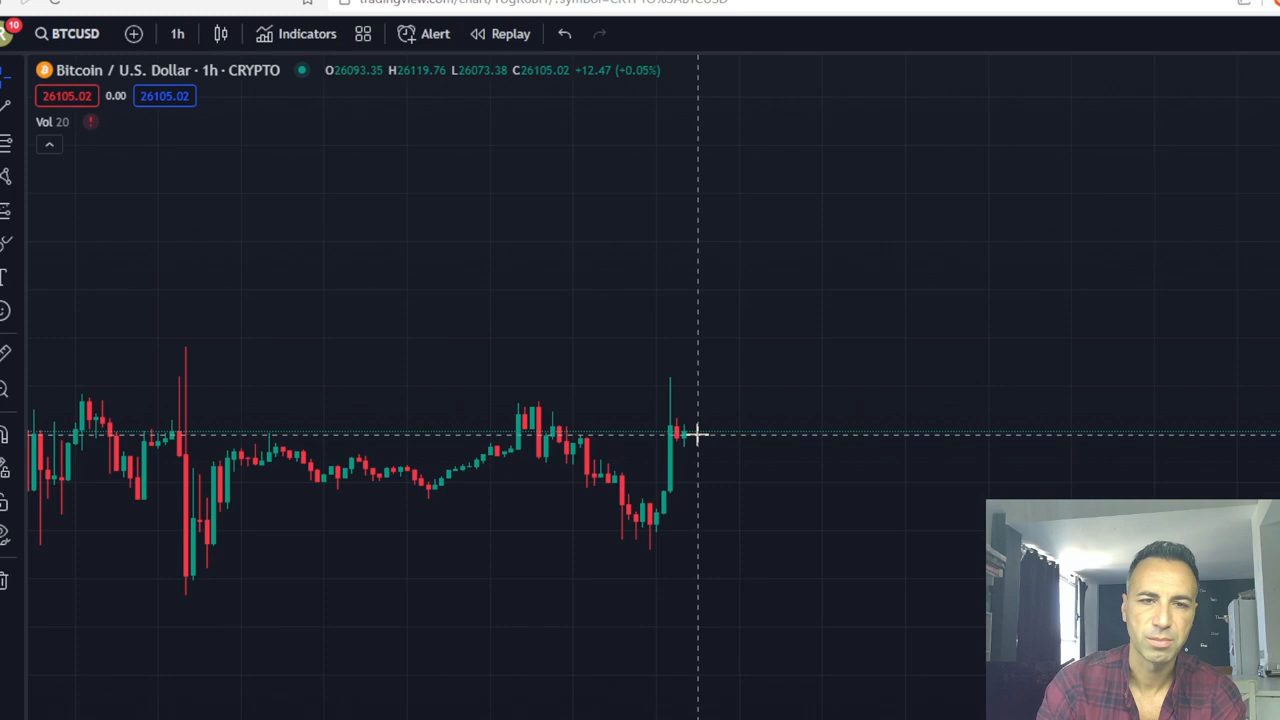 10
BTCUSD 1h Indicators Alert Replay
Bitcoin / U.S. Dollar · 1h · CRYPTO O26093.35 H26119.76 L26073.38 C26105.02 +12.47 (+0.05%)
26105.02 0.00 26105.02
Vol 20